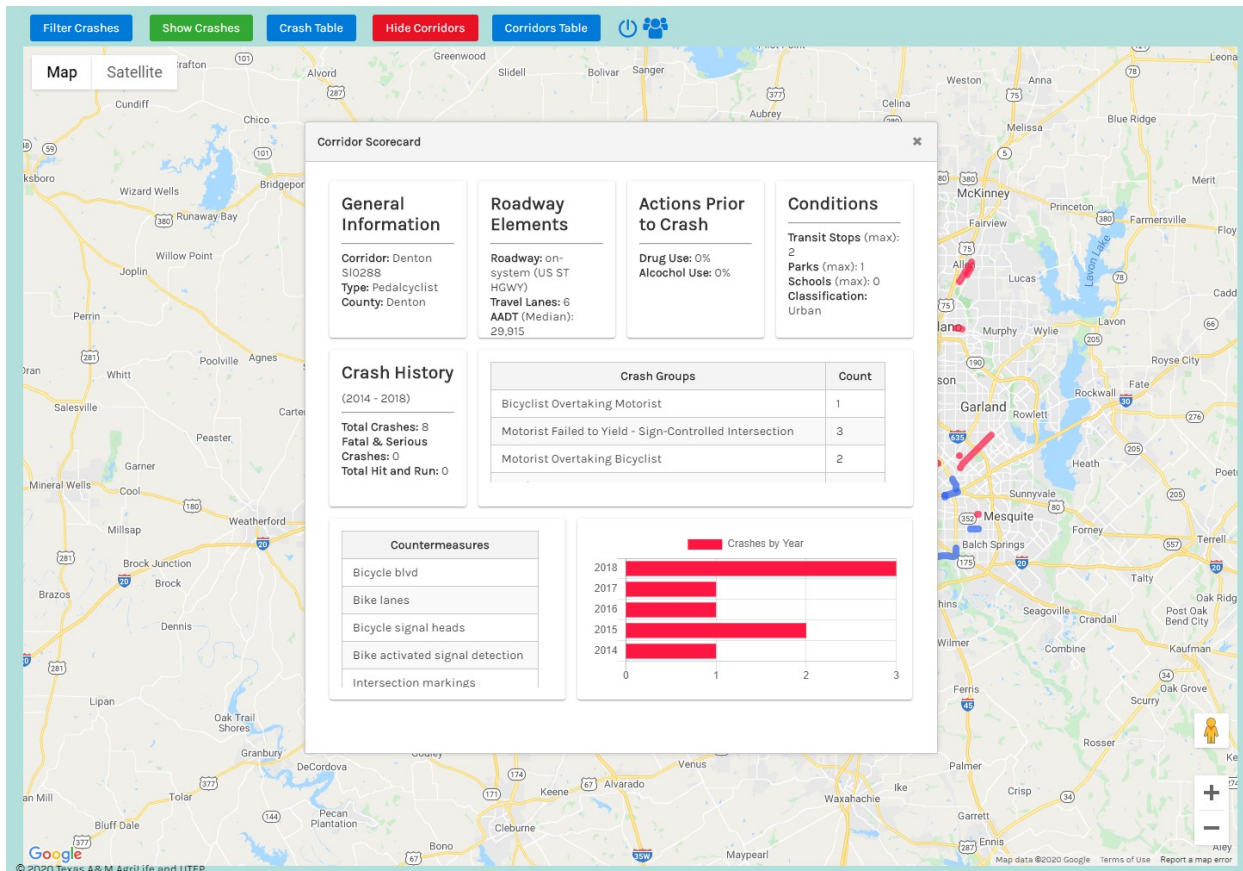 Filter Crashes
Show Crashes
Crash Table
Hide Corridors
Corridors Table
Map
Satellite
Corridor Scorecard
×
General
Information
Corridor: Denton
SI0288
Type: Pedalcyclist
County: Denton
Roadway
Elements
Roadway: on-
system (US ST
HGWY)
Travel Lanes: 6
AADT (Median):
29,915
Actions Prior
to Crash
Drug Use: 0%
Alcochol Use: 0%
Conditions
Transit Stops (max):
2
Parks (max): 1
Schools (max): 0
Classification:
Urban
Crash History
(2014 - 2018)
Total Crashes: 8
Fatal & Serious
Crashes: 0
Total Hit and Run: 0
Crash Groups Count
Bicyclist Overtaking Motorist 1
Motorist Failed to Yield - Sign-Controlled Intersection 3
Motorist Overtaking Bicyclist 2
Countermeasures
Bicycle blvd
Bike lanes
Bicycle signal heads
Bike activated signal detection
Intersection markings
Crashes by Year
2018
2017
2016
2015
2014
0 1 2 3
Greenwood
Alvord
Slidell
Bolivar
Sanger
Cundiff
Chico
Aubrey
Celina
Weston
Anna
Leona
Melissa
Blue Ridge
Wizard Wells
Runaway Bay
Willow Point
Joplin
Perrin
Poolville
Agnes
Whitt
Salesville
Peaster
Garner
Mineral Wells
Cool
Millsap
Weatherford
Brock Junction
Brock
Brazos
Dennis
Lipan
Oak Trail
Shores
Granbury
DeCordova
Tolar
Bluff Dale
Pecan
Plantation
Bono
Cleburne
Keene
Alvarado
Venus
Maypearl
Waxahachie
Ike
McKinney
Princeton
Farmersville
Merit
Fairview
Lucas
Lavon Lake
Murphy
Wylie
Lavon
Royse City
Rockwall
Fate
Garland
Rowlett
Heath
Sunnyvale
Mesquite
Balch Springs
Forney
Terrell
Talty
Seagoville
Crandall
Post Oak
Bend City
Wilmer
Combine
Kaufman
Ferris
Oak Grove
Scurry
Rosser
Palmer
Crisp
Garrett
Ennis
Google
Map data ©2020 Google
Terms of Use
Report a map error
© 2020 Texas A&M AgriLife and UTEP